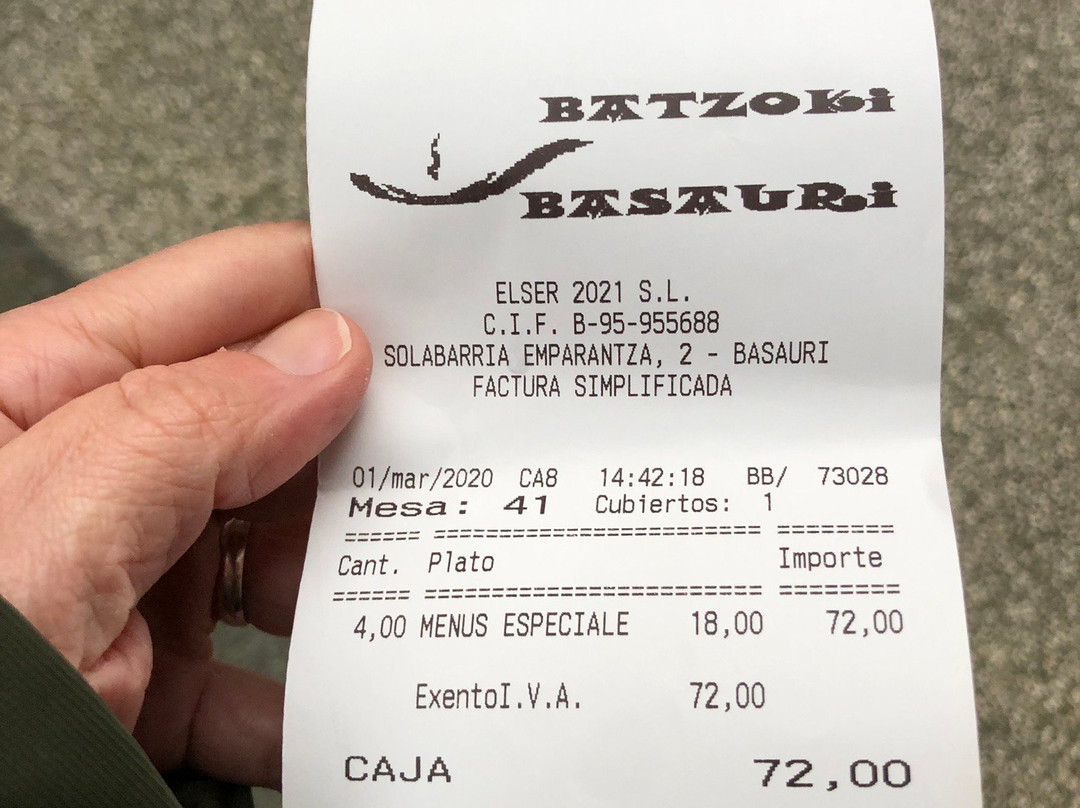 BATZOKi
BASAURi
ELSER 2021 S.L.
C.I.F. B-95-955688
SOLABARRIA EMPARANTZA, 2 - BASAURI
FACTURA SIMPLIFICADA
01/mar/2020 CA8 14:42:18 BB/ 73028
Mesa: 41 Cubiertos: 1
Cant. Plato Importe
4,00 MENUS ESPECIALE 18,00 72,00
ExentoI.V.A. 72,00
CAJA 72,00